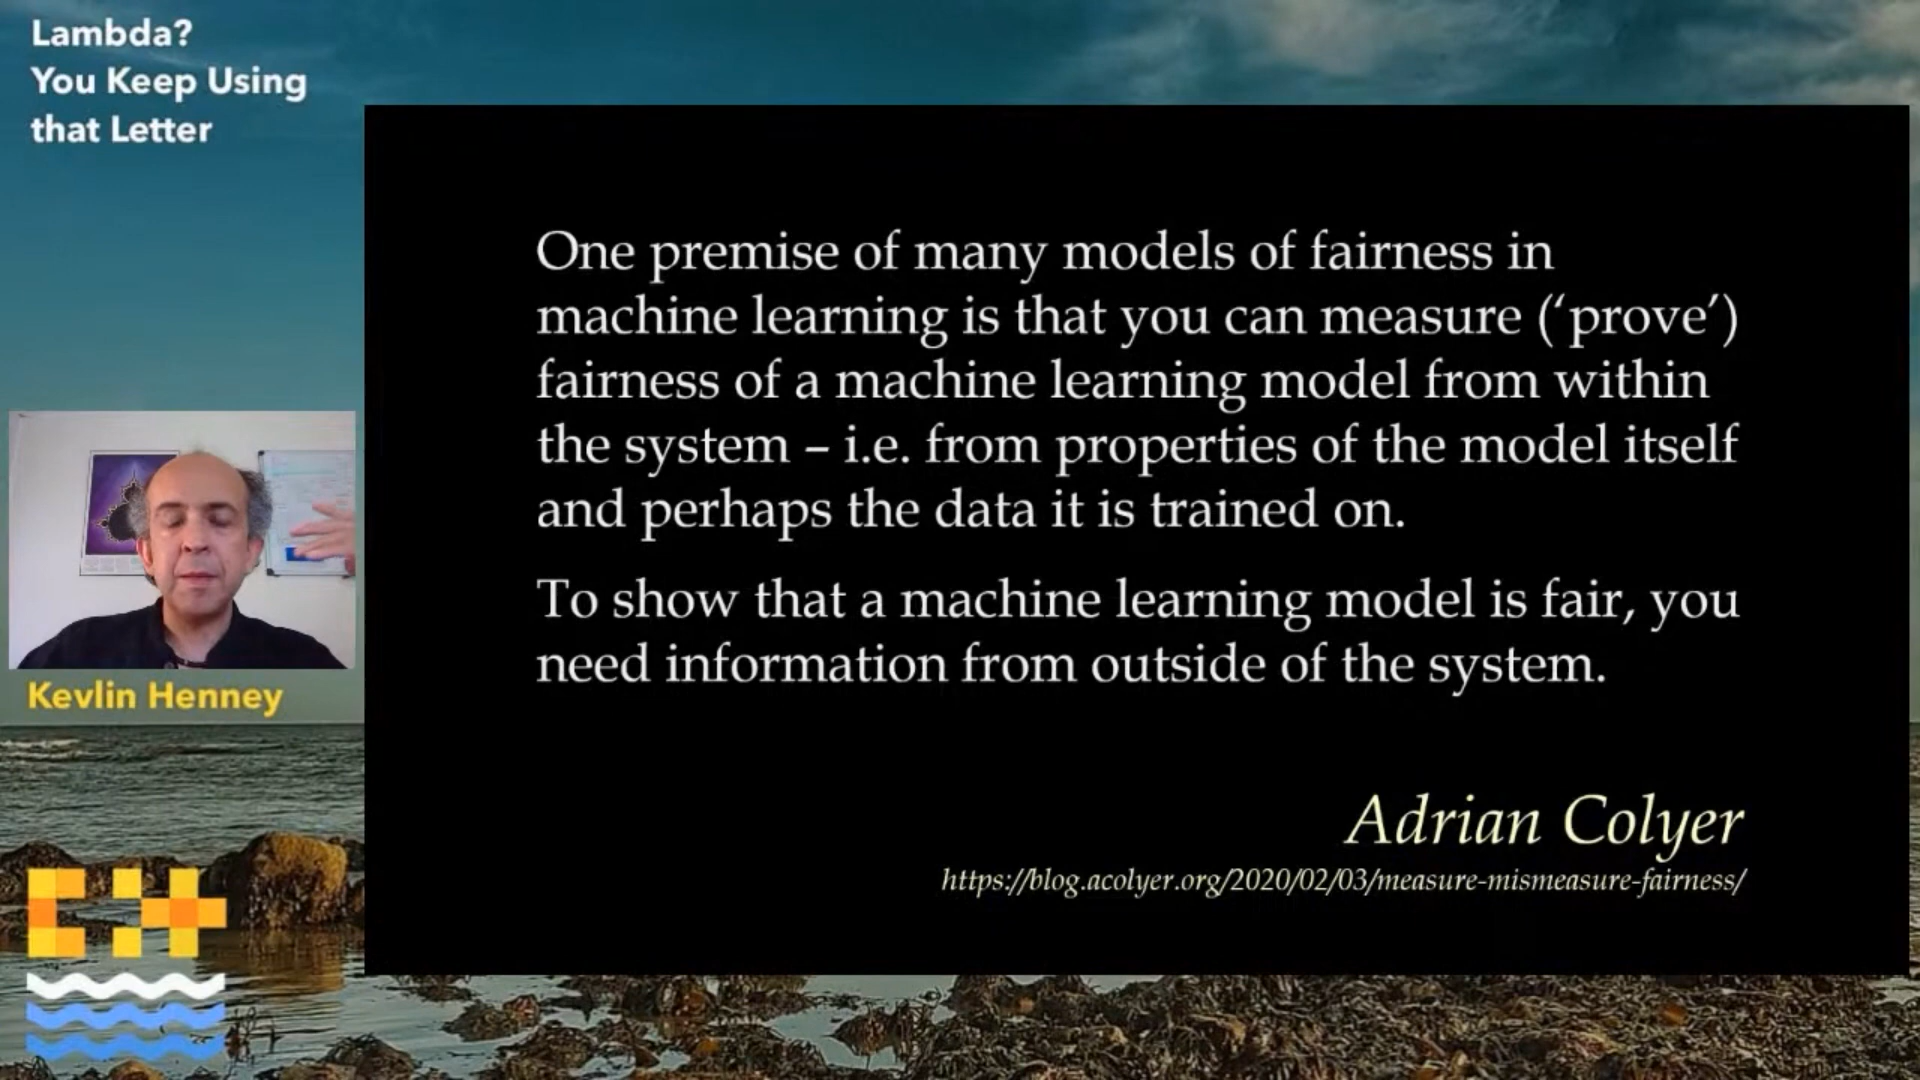 Lambda?
You Keep Using
that Letter
One premise of many models of fairness in
machine learning is that you can measure (‘prove’)
fairness of a machine learning model from within
the system – i.e. from properties of the model itself
and perhaps the data it is trained on.
To show that a machine learning model is fair, you
need information from outside of the system.
Adrian Colyer
https://blog.acolyer.org/2020/02/03/measure-mismeasure-fairness/
Kevlin Henney